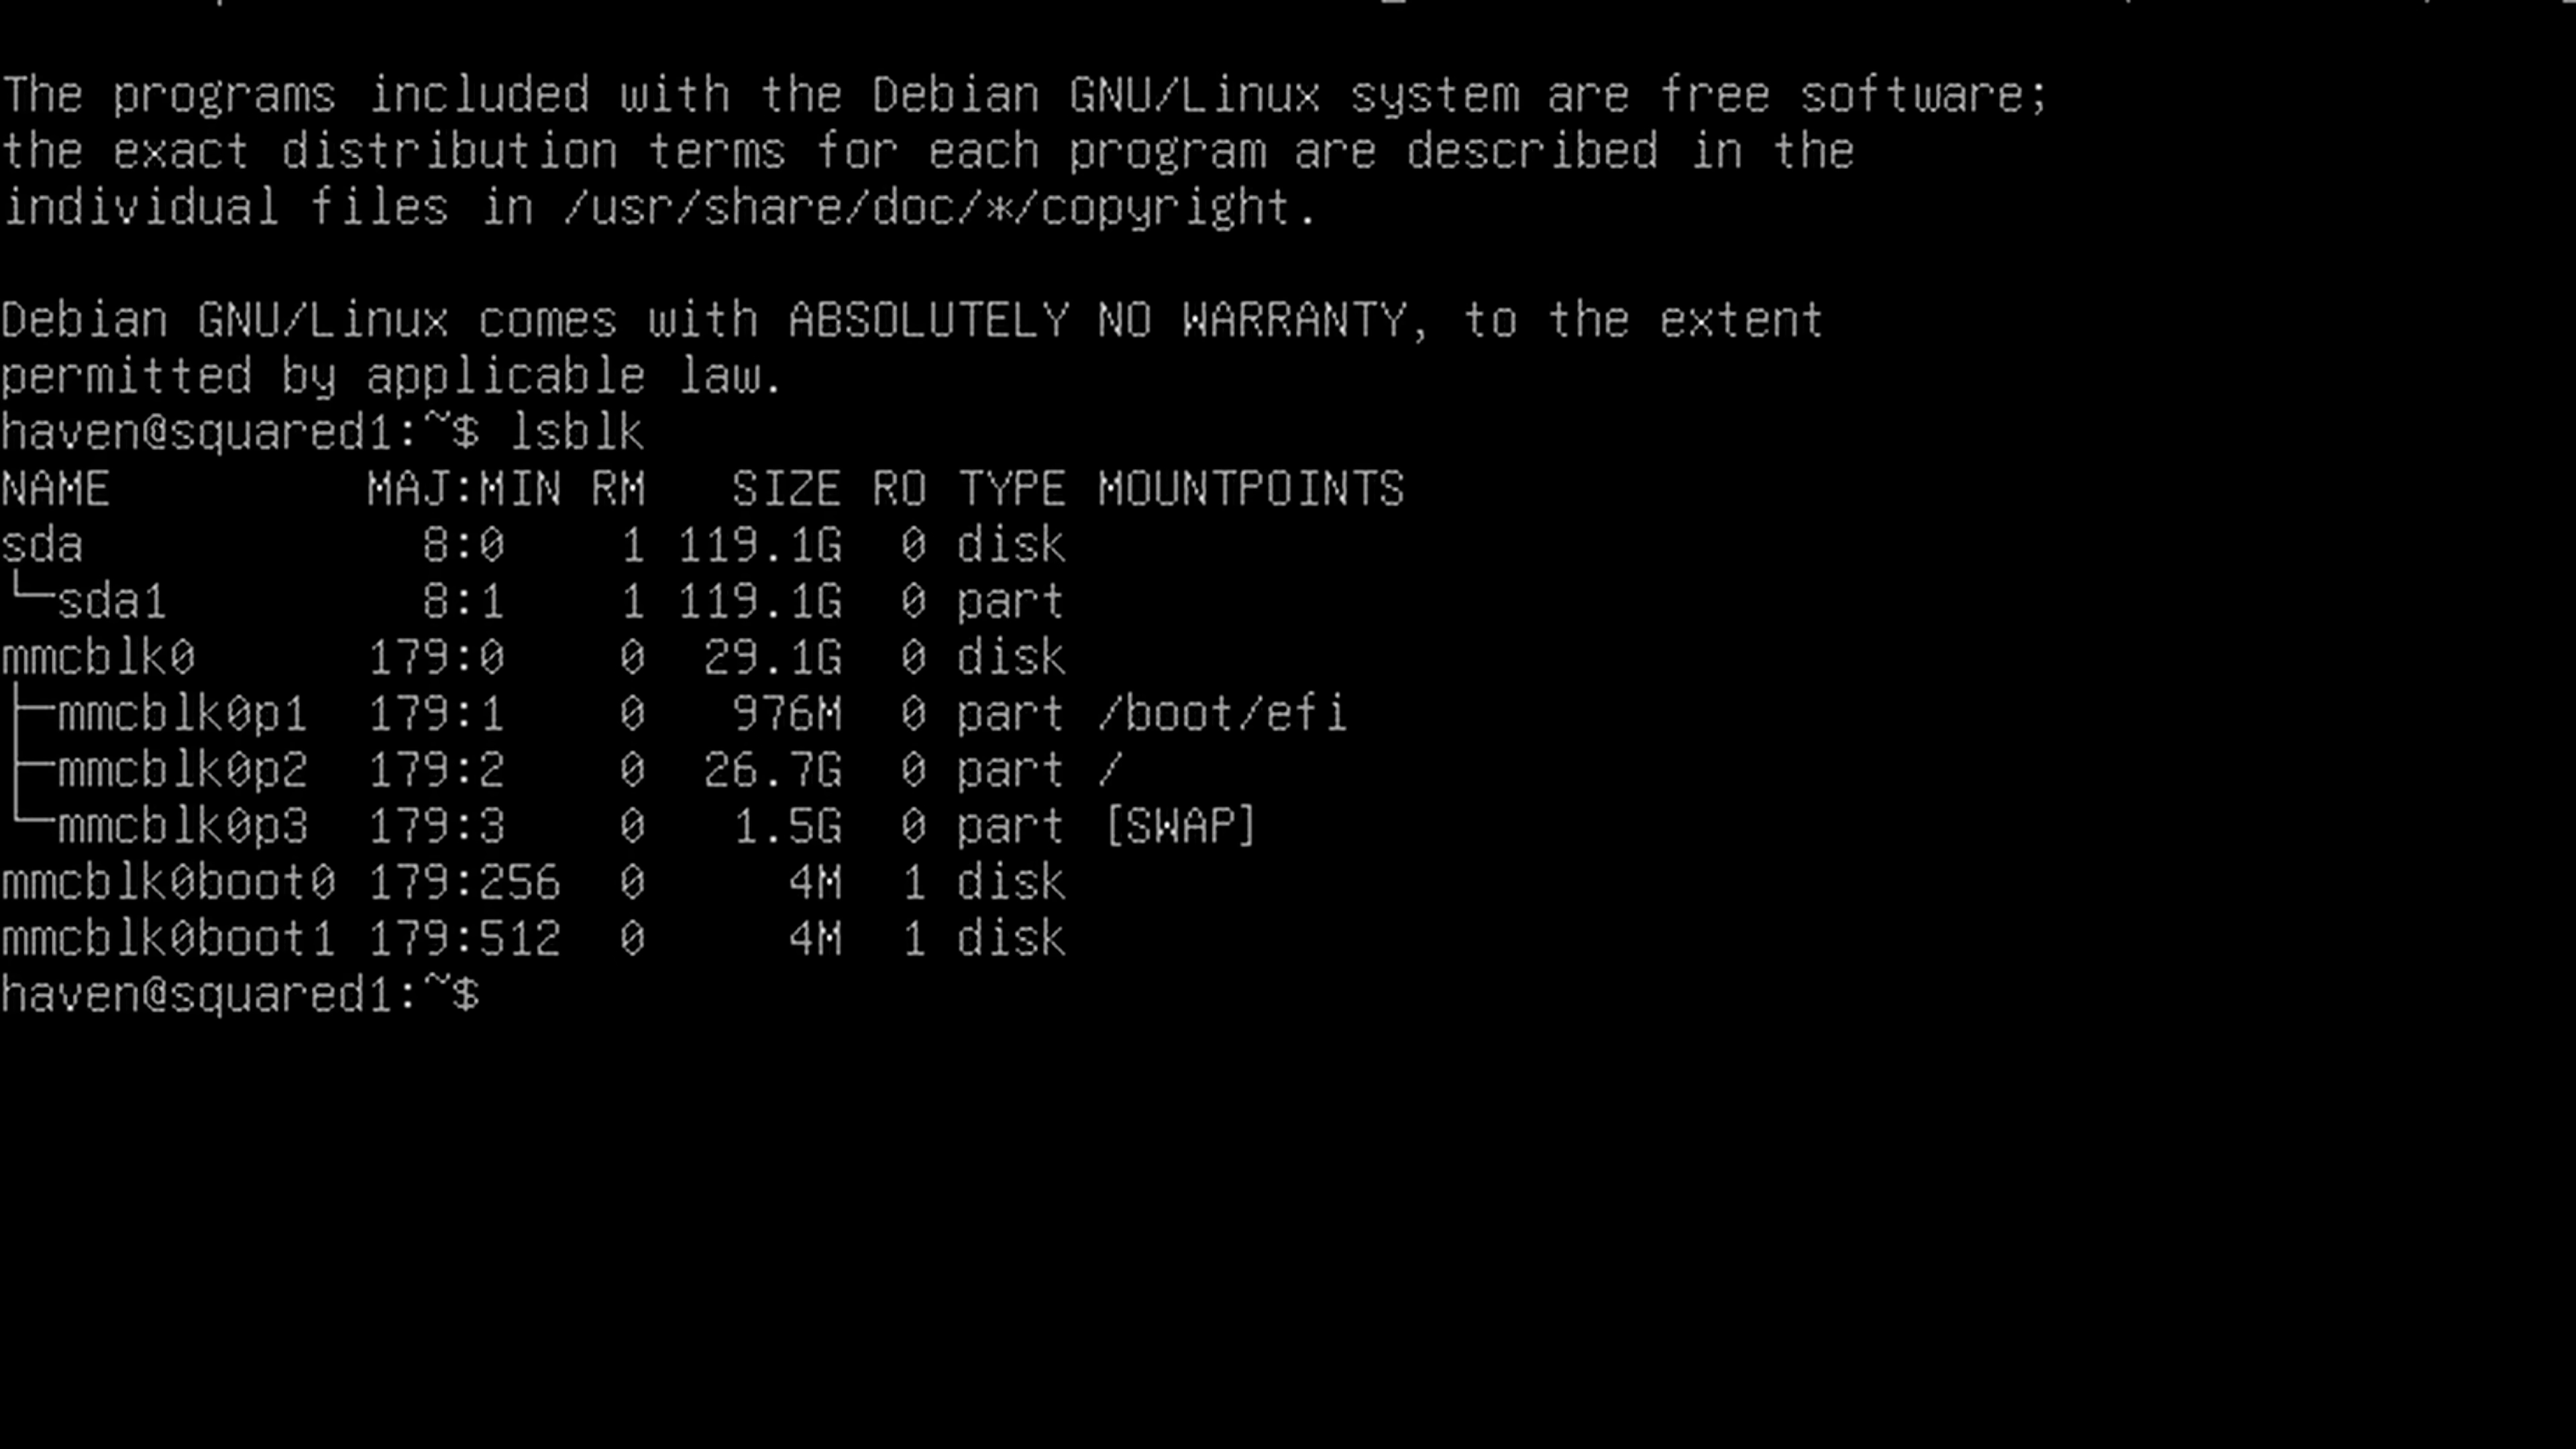 The programs included with the Debian GNU/Linux system are free software;
the exact distribution terms for each program are described in the
individual files in /usr/share/doc/*/copyright.

Debian GNU/Linux comes with ABSOLUTELY NO WARRANTY, to the extent
permitted by applicable law.
haven@squared1:~$ lsblk
NAME         MAJ:MIN RM   SIZE RO TYPE MOUNTPOINTS
sda            8:0    1 119.1G  0 disk
└─sda1         8:1    1 119.1G  0 part
mmcblk0      179:0    0  29.1G  0 disk
├─mmcblk0p1  179:1    0   976M  0 part /boot/efi
├─mmcblk0p2  179:2    0  26.7G  0 part /
└─mmcblk0p3  179:3    0   1.5G  0 part [SWAP]
mmcblk0boot0 179:256  0     4M  1 disk
mmcblk0boot1 179:512  0     4M  1 disk
haven@squared1:~$